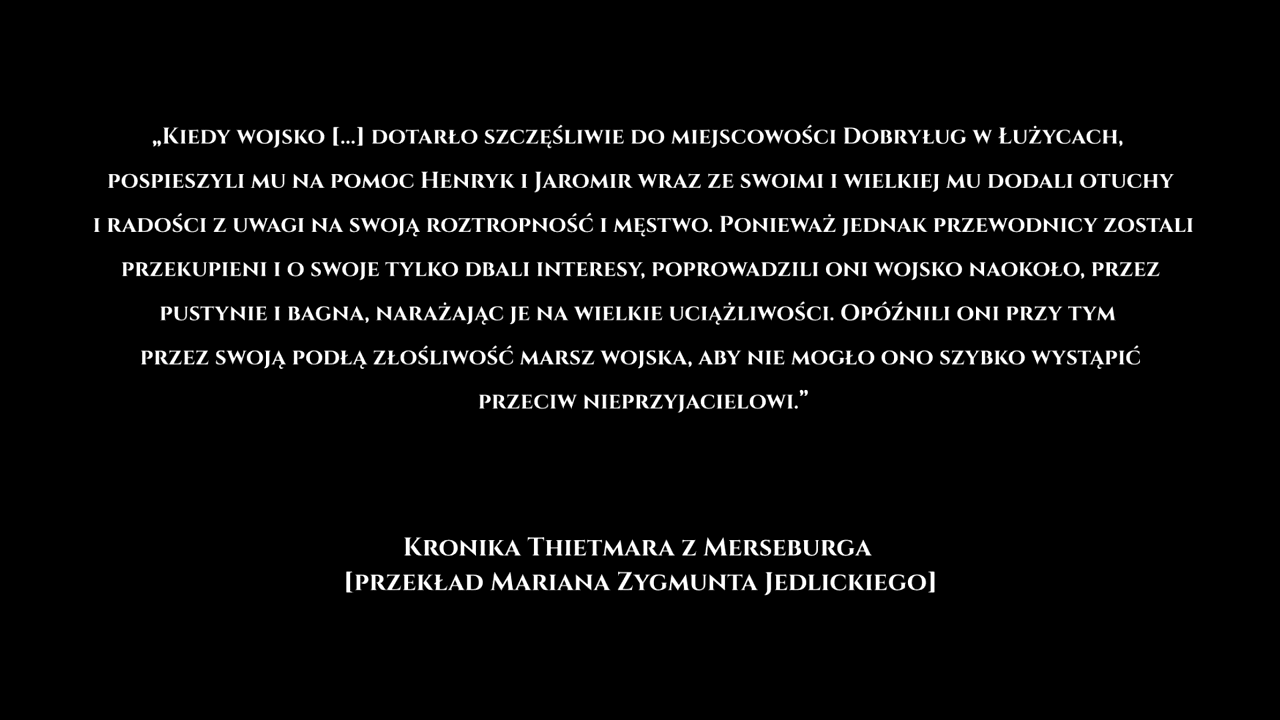 „Kiedy wojsko [...] dotarło szczęśliwie do miejscowości Dobryług w Łużycach,
pospieszyli mu na pomoc Henryk i Jaromir wraz ze swoimi i wielkiej mu dodali otuchy
i radości z uwagi na swoją roztropność i męstwo. Ponieważ jednak przewodnicy zostali
przekupieni i o swoje tylko dbali interesy, poprowadzili oni wojsko naokoło, przez
pustynie i bagna, narażając je na wielkie uciążliwości. Opóźnili oni przy tym
przez swoją podłą złośliwość marsz wojska, aby nie mogło ono szybko wystąpić
przeciw nieprzyjacielowi.”
Kronika Thietmara z Merseburga
[przekład Mariana Zygmunta Jedlickiego]